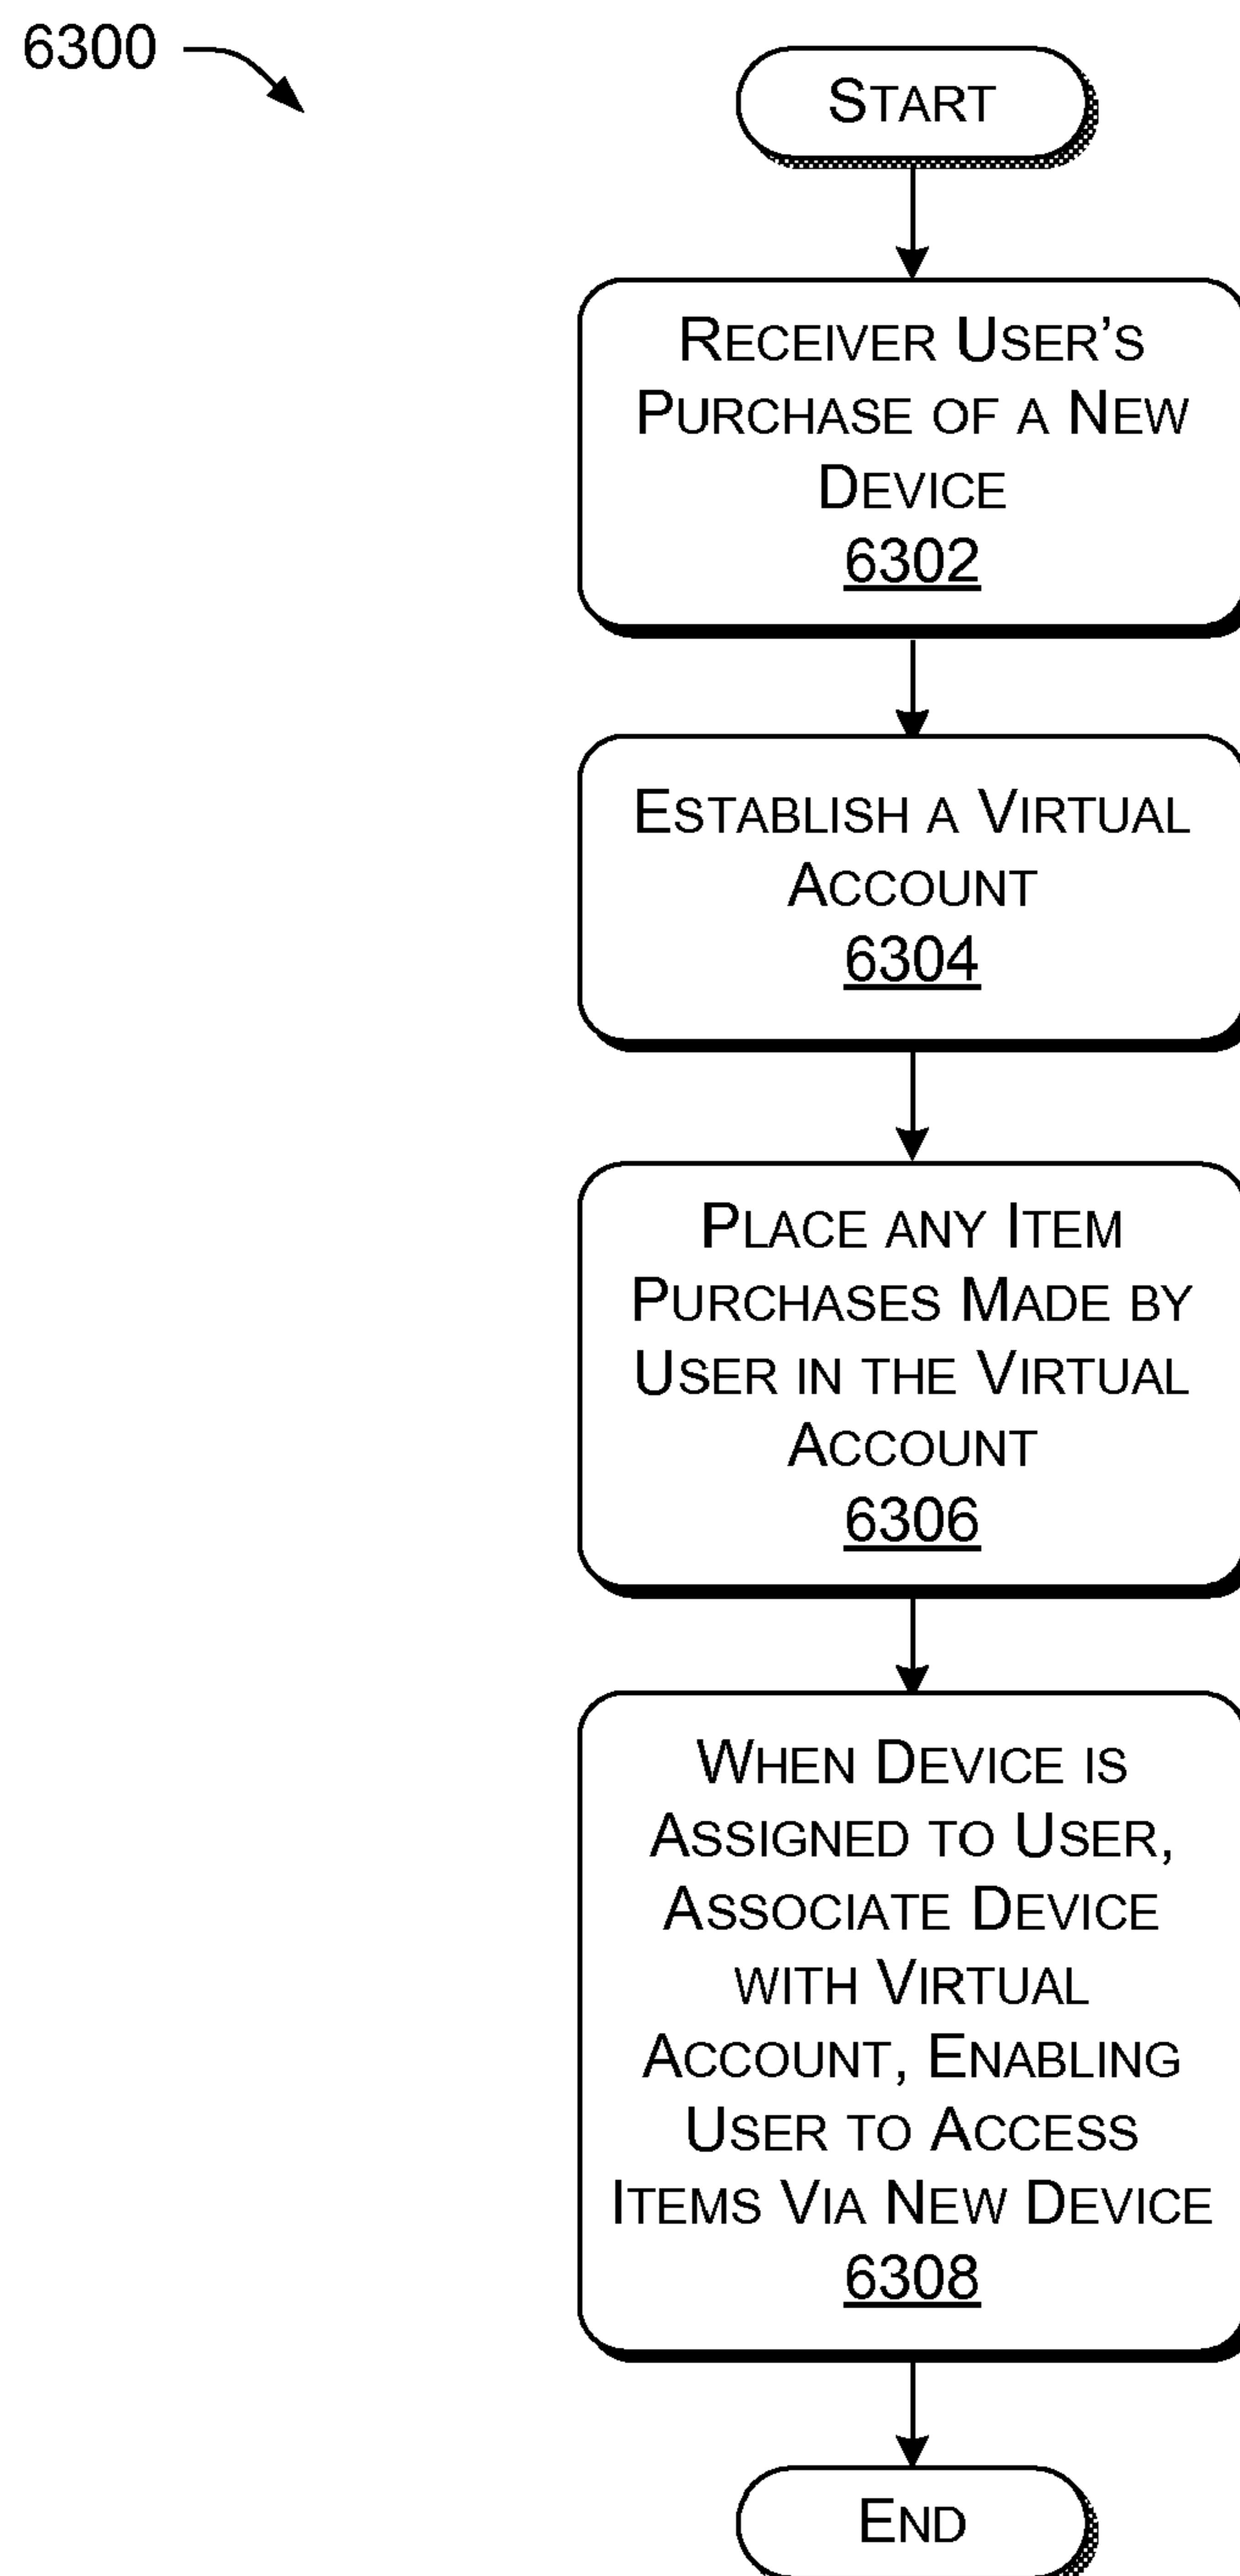 6300
START
RECEIVER USER'S
PURCHASE OF A NEW
DEVICE
6302
ESTABLISH A VIRTUAL
ACCOUNT
6304
PLACE ANY ITEM
PURCHASES MADE BY
USER IN THE VIRTUAL
ACCOUNT
6306
WHEN DEVICE IS
ASSIGNED TO USER,
ASSOCIATE DEVICE
WITH VIRTUAL
ACCOUNT, ENABLING
USER TO ACCESS
ITEMS VIA NEW DEVICE
6308
END